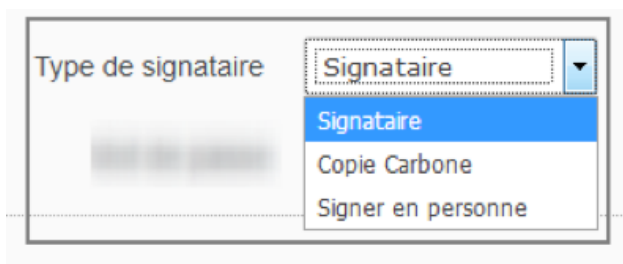 Type de signataire Signataire
Signataire
Copie Carbone
Signer en personne